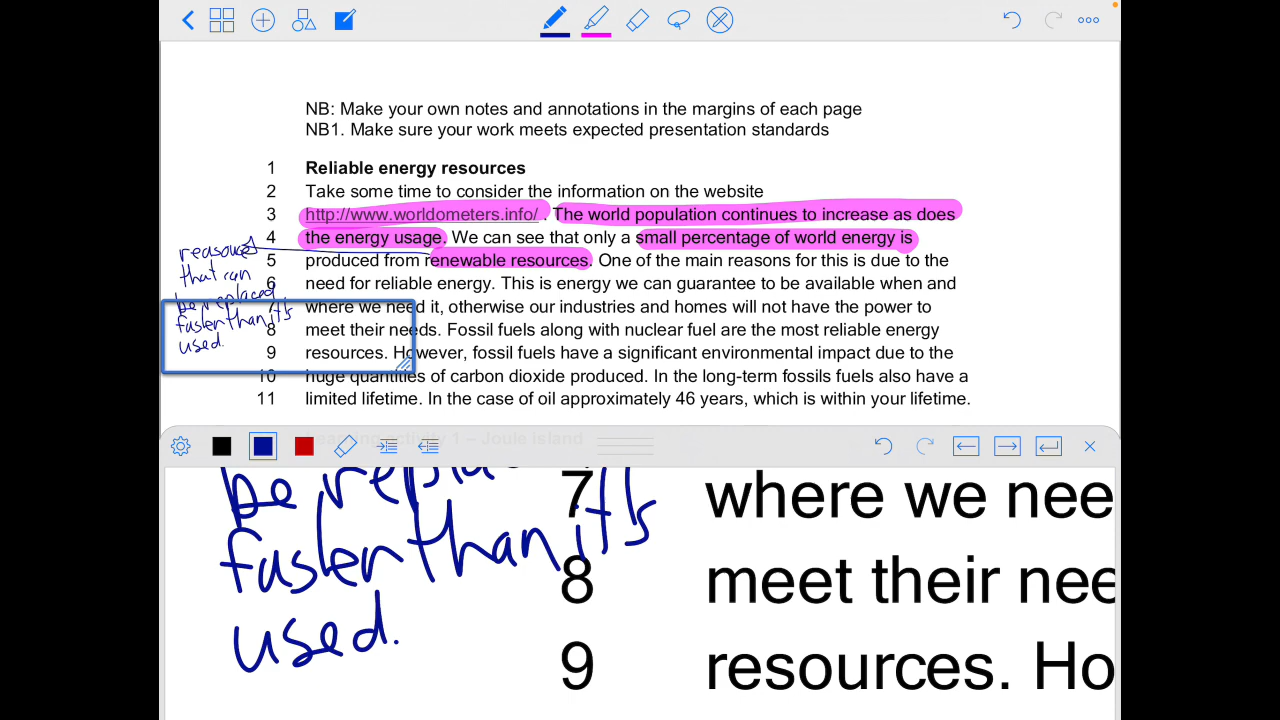 NB: Make your own notes and annotations in the margins of each page
NB1. Make sure your work meets expected presentation standards
1 Reliable energy resources
2 Take some time to consider the information on the website
3 http://www.worldometers.info/ . The world population continues to increase as does
4 the energy usage. We can see that only a small percentage of world energy is
5 produced from renewable resources. One of the main reasons for this is due to the
6 need for reliable energy. This is energy we can guarantee to be available when and
7 where we need it, otherwise our industries and homes will not have the power to
8 meet their needs. Fossil fuels along with nuclear fuel are the most reliable energy
9 resources. However, fossil fuels have a significant environmental impact due to the
10 huge quantities of carbon dioxide produced. In the long-term fossils fuels also have a
11 limited lifetime. In the case of oil approximately 46 years, which is within your lifetime.
that can
be replaced
faster than it's
used.
Learning activity 1 – Joule Island
7 where we nee
8 meet their nee
9 resources. Ho
be repla
faster than it's
used.